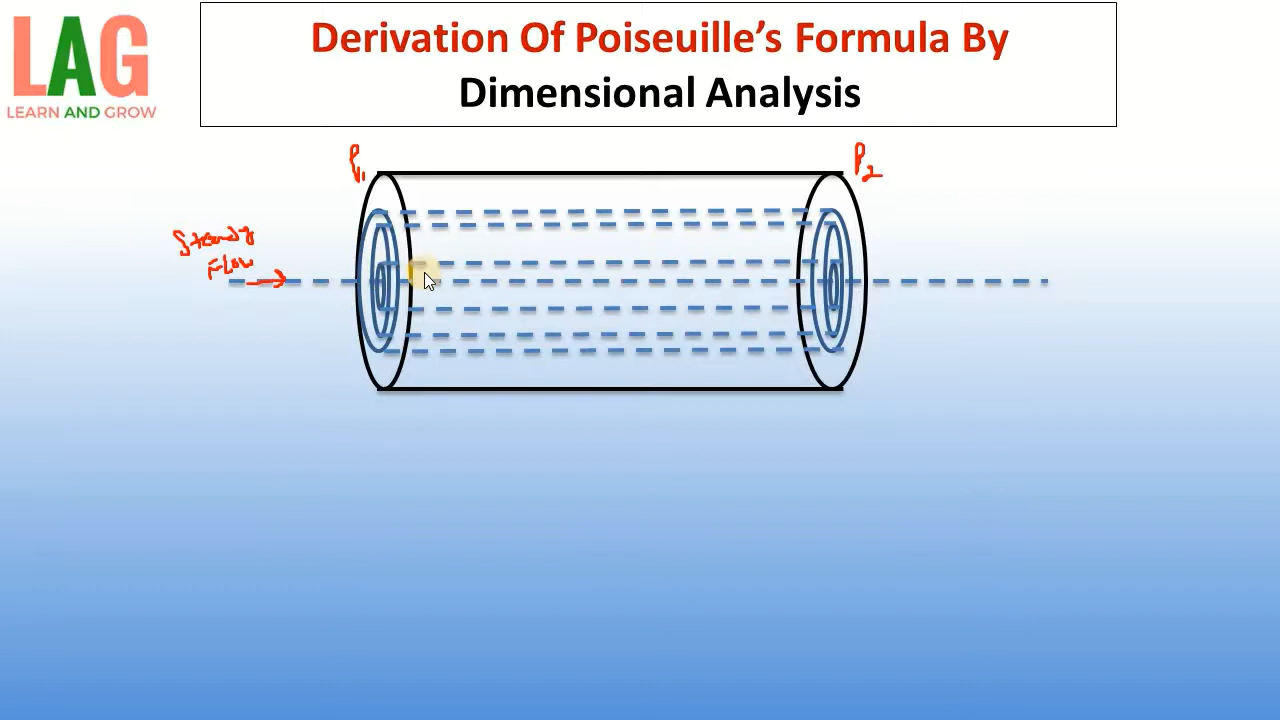 LAG
LEARN AND GROW
Derivation Of Poiseuille's Formula By
Dimensional Analysis
P1
P2
Steady
Flow